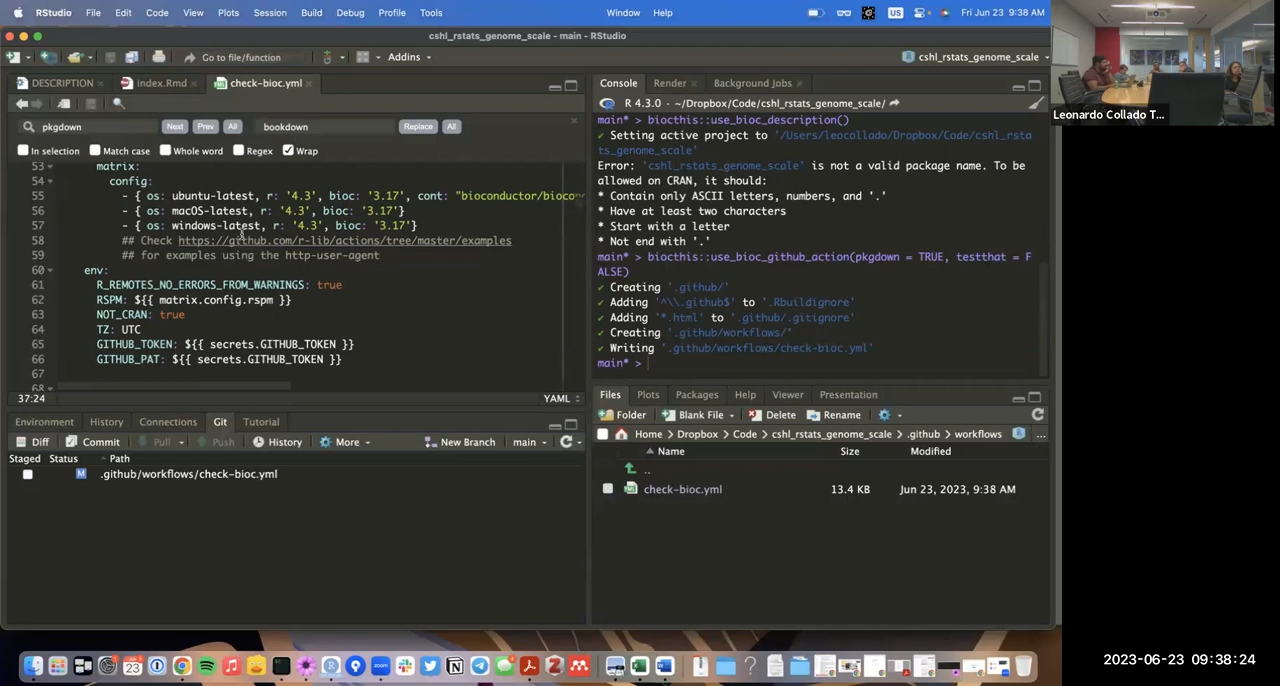 RStudio File Edit Code View Plots Session Build Debug Profile Tools Window Help US Fri Jun 23 9:38 AM
cshl_rstats_genome_scale - main - RStudio
Go to file/function Addins cshl_rstats_genome_scale
DESCRIPTION index.Rmd check-bioc.yml
pkgdown Next Prev All bookdown Replace All
In selection Match case Whole word Regex Wrap
53 matrix:
54 config:
55 - { os: ubuntu-latest, r: '4.3', bioc: '3.17', cont: "bioconductor/bioco
56 - { os: macOS-latest, r: '4.3', bioc: '3.17'}
57 - { os: windows-latest, r: '4.3', bioc: '3.17'}
58 ## Check https://github.com/r-lib/actions/tree/master/examples
59 ## for examples using the http-user-agent
60 env:
61 R_REMOTES_NO_ERRORS_FROM_WARNINGS: true
62 RSPM: ${{ matrix.config.rspm }}
63 NOT_CRAN: true
64 TZ: UTC
65 GITHUB_TOKEN: ${{ secrets.GITHUB_TOKEN }}
66 GITHUB_PAT: ${{ secrets.GITHUB_TOKEN }}
67
68
37:24 YAML
Environment History Connections Git Tutorial
Diff Commit Pull Push History More New Branch main
Staged Status Path
M .github/workflows/check-bioc.yml
Console Render Background Jobs
R 4.3.0 · ~/Dropbox/Code/cshl_rstats_genome_scale/
main* > biocthis::use_bioc_description()
✔ Setting active project to '/Users/leocollado/Dropbox/Code/cshl_rsta
ts_genome_scale'
Error: 'cshl_rstats_genome_scale' is not a valid package name. To be
allowed on CRAN, it should:
* Contain only ASCII letters, numbers, and '.'
* Have at least two characters
* Start with a letter
* Not end with '.'
main* > biocthis::use_bioc_github_action(pkgdown = TRUE, testthat = F
ALSE)
✔ Creating '.github/'
✔ Adding '^\\.github$' to '.Rbuildignore'
✔ Adding '*.html' to '.github/.gitignore'
✔ Creating '.github/workflows/'
✔ Writing '.github/workflows/check-bioc.yml'
main* >
Files Plots Packages Help Viewer Presentation
Folder Blank File Delete Rename
Home Dropbox Code cshl_rstats_genome_scale .github workflows ...
Name Size Modified
..
check-bioc.yml 13.4 KB Jun 23, 2023, 9:38 AM
Leonardo Collado T...
2023-06-23 09:38:24